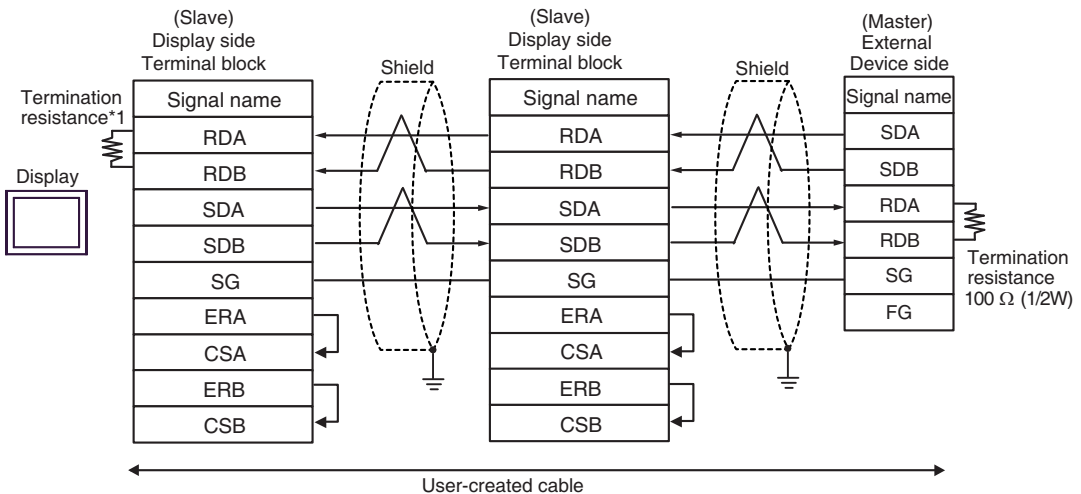 (Slave)
Display side
Terminal block
(Slave)
Display side
Terminal block
(Master)
External
Device side
Shield
Shield
Termination
resistance*1
Display
Signal name
RDA
RDB
SDA
SDB
SG
ERA
CSA
ERB
CSB
Signal name
RDA
RDB
SDA
SDB
SG
ERA
CSA
ERB
CSB
Signal name
SDA
SDB
RDA
RDB
SG
FG
Termination
resistance
100 Ω (1/2W)
User-created cable